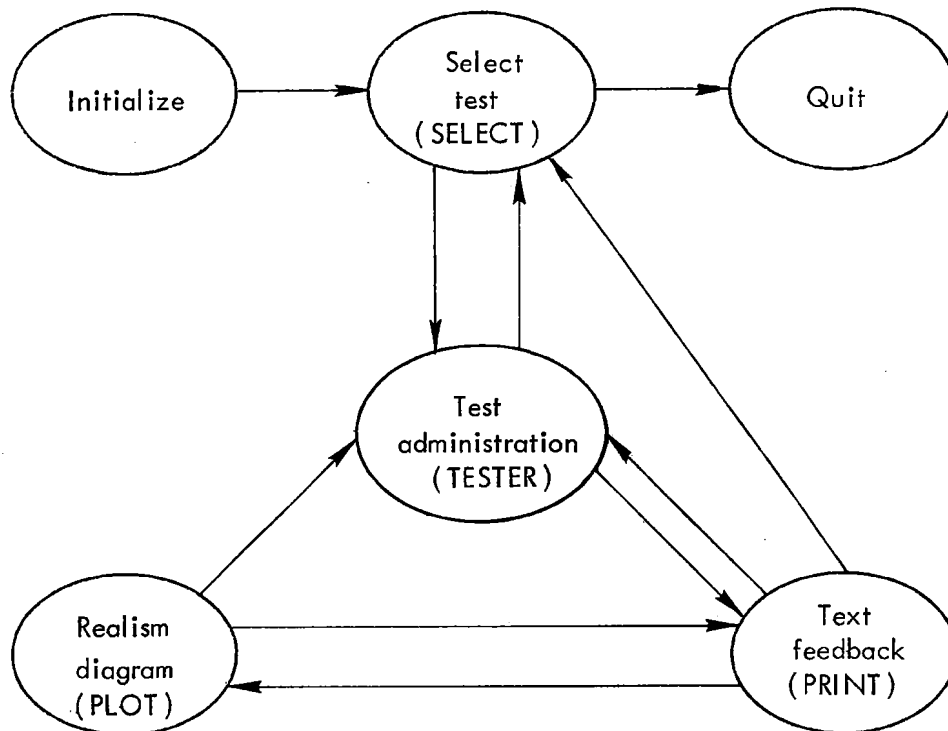 Initialize
Select
test
(SELECT)
Quit
Test
administration
(TESTER)
Realism
diagram
(PLOT)
Text
feedback
(PRINT)